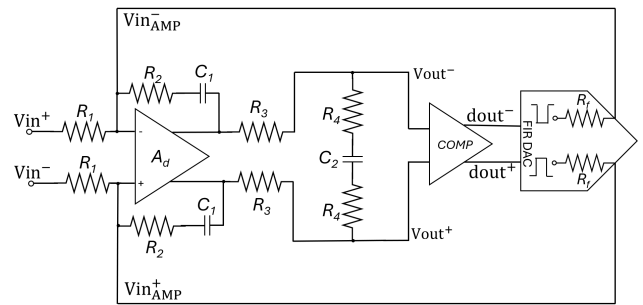 Vin⁻AMP
R2
C1
R3
Vout⁻
Vin⁺
R1
R4
dout⁻
Rf
-
Ad
C2
COMP
FIR DAC
Vin⁻
R1
+
dout⁺
Rf
C1
R3
R4
R2
Vout⁺
Vin⁺AMP